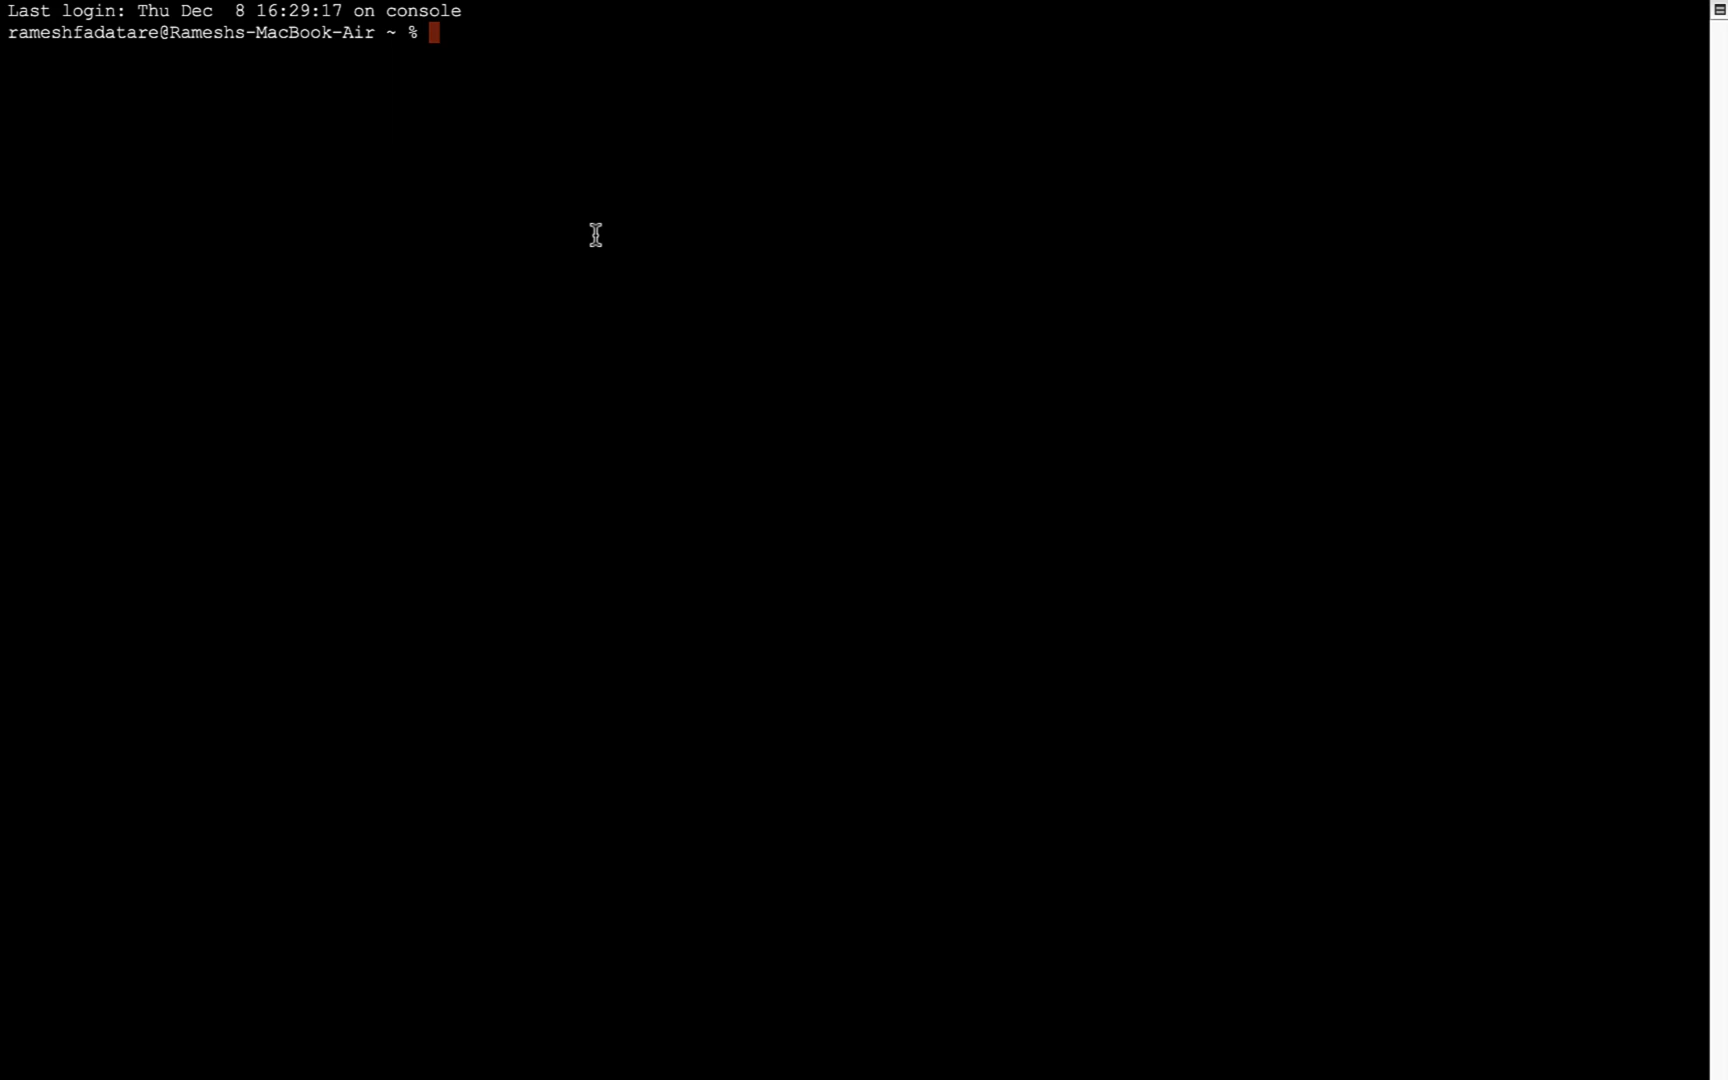 Last login: Thu Dec  8 16:29:17 on console
rameshfadatare@Rameshs-MacBook-Air ~ %